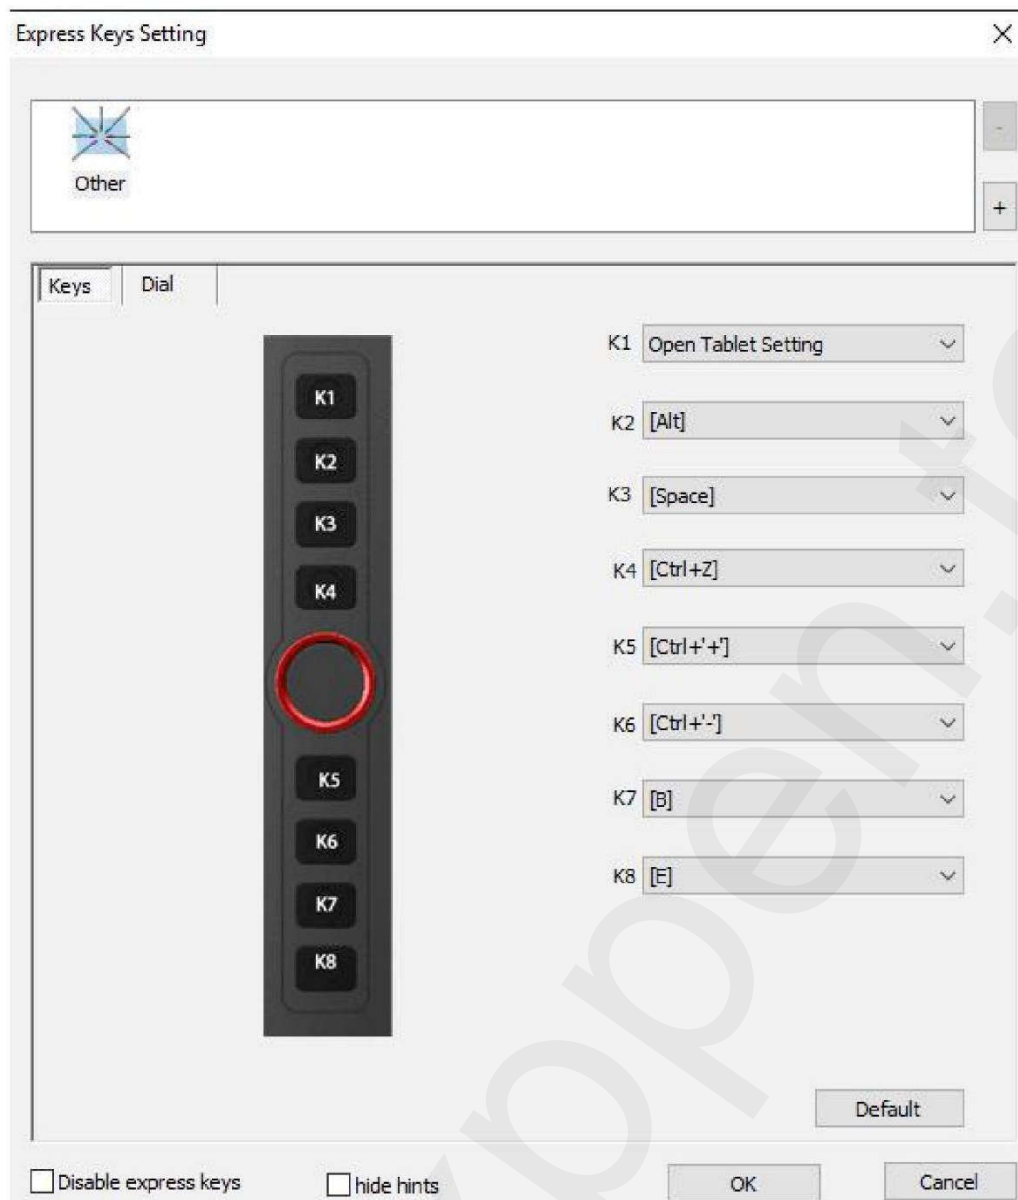 Express Keys Setting
-
Other
+
Keys Dial
K1 K1 Open Tablet Setting
K2 K2 [Alt]
K3 K3 [Space]
K4 K4 [Ctrl+Z]
K5 [Ctrl+'+']
K5 K6 [Ctrl+'-']
K6 K7 [B]
K7 K8 [E]
K8
Default
Disable express keys hide hints OK Cancel